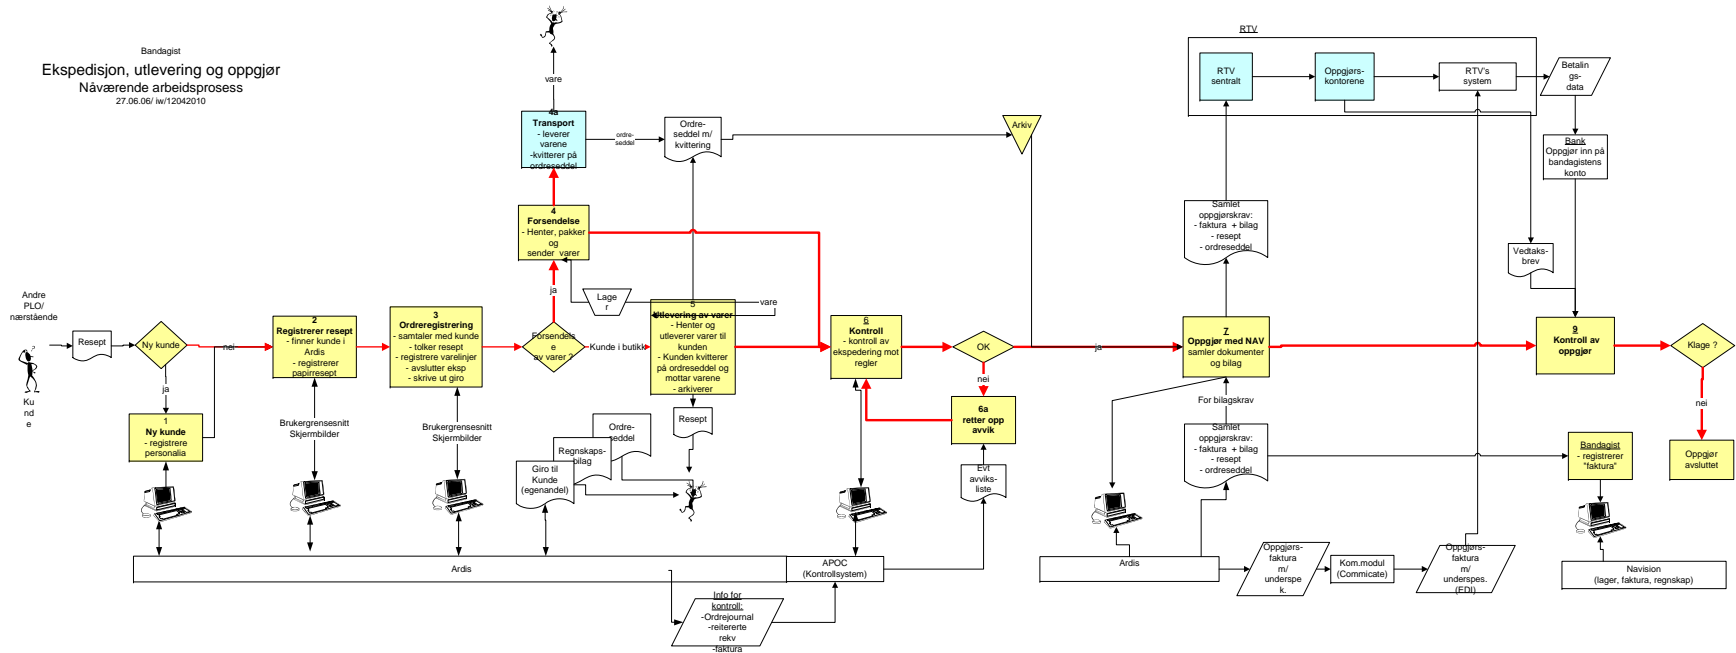 Bandagist
Ekspedisjon, utlevering og oppgjør
Nåværende arbeidsprosess
27.06.06/ iw/12042010
Andre
PLO/
nærstående
Ku
nd
e
Resept
Ny kunde
nei
ja
1
Ny kunde
- registrere
personalia
2
Registrerer resept
- finner kunde i
Ardis
- registrerer
papirresept
Brukergrensesnitt
Skjermbilder
3
Ordreregistrering
- samtaler med kunde
- tolker resept
- registrere varelinjer
- avslutter eksp
- skrive ut giro
Brukergrensesnitt
Skjermbilder
Forsendels
e
av varer ?
ja
Kunde i butikk
4
Forsendelse
- Henter, pakker
og
sender varer
4a
Transport
- leverer
varene
-kvitterer på
ordreseddel
vare
ordre-
seddel
Ordre-
seddel m/
kvittering
Arkiv
Lage
r
vare
5
Utlevering av varer
- Henter og
utleverer varer til
kunden
- Kunden kvitterer
på ordreseddel og
mottar varene
- arkiverer
Resept
Ordre-
seddel
Regnskaps-
bilag
Giro til
Kunde
(egenandel)
Ardis
APOC
(Kontrollsystem)
Info for
kontroll:
-Ordrejournal
-reitererte
rekv
-faktura
6
Kontroll
- kontroll av
ekspedering mot
regler
OK
ja
nei
6a
retter opp
avvik
Evt
avviks-
liste
RTV
RTV
sentralt
Oppgjørs-
kontorene
RTV's
system
Betalin
gs-
data
Bank
Oppgjør inn på
bandagistens
konto
Samlet
oppgjørskrav:
- faktura + bilag
- resept
- ordreseddel
Vedtaks-
brev
7
Oppgjør med NAV
samler dokumenter
og bilag
For bilagskrav
Samlet
oppgjørskrav:
- faktura + bilag
- resept
- ordreseddel
Ardis
Oppgjørs-
faktura
m/
underspe
k.
Kom.modul
(Commicate)
Oppgjørs-
faktura
m/
underspes.
(EDI)
9
Kontroll av
oppgjør
Klage ?
nei
Oppgjør
avsluttet
Bandagist
- registrerer
"faktura"
Navision
(lager, faktura, regnskap)